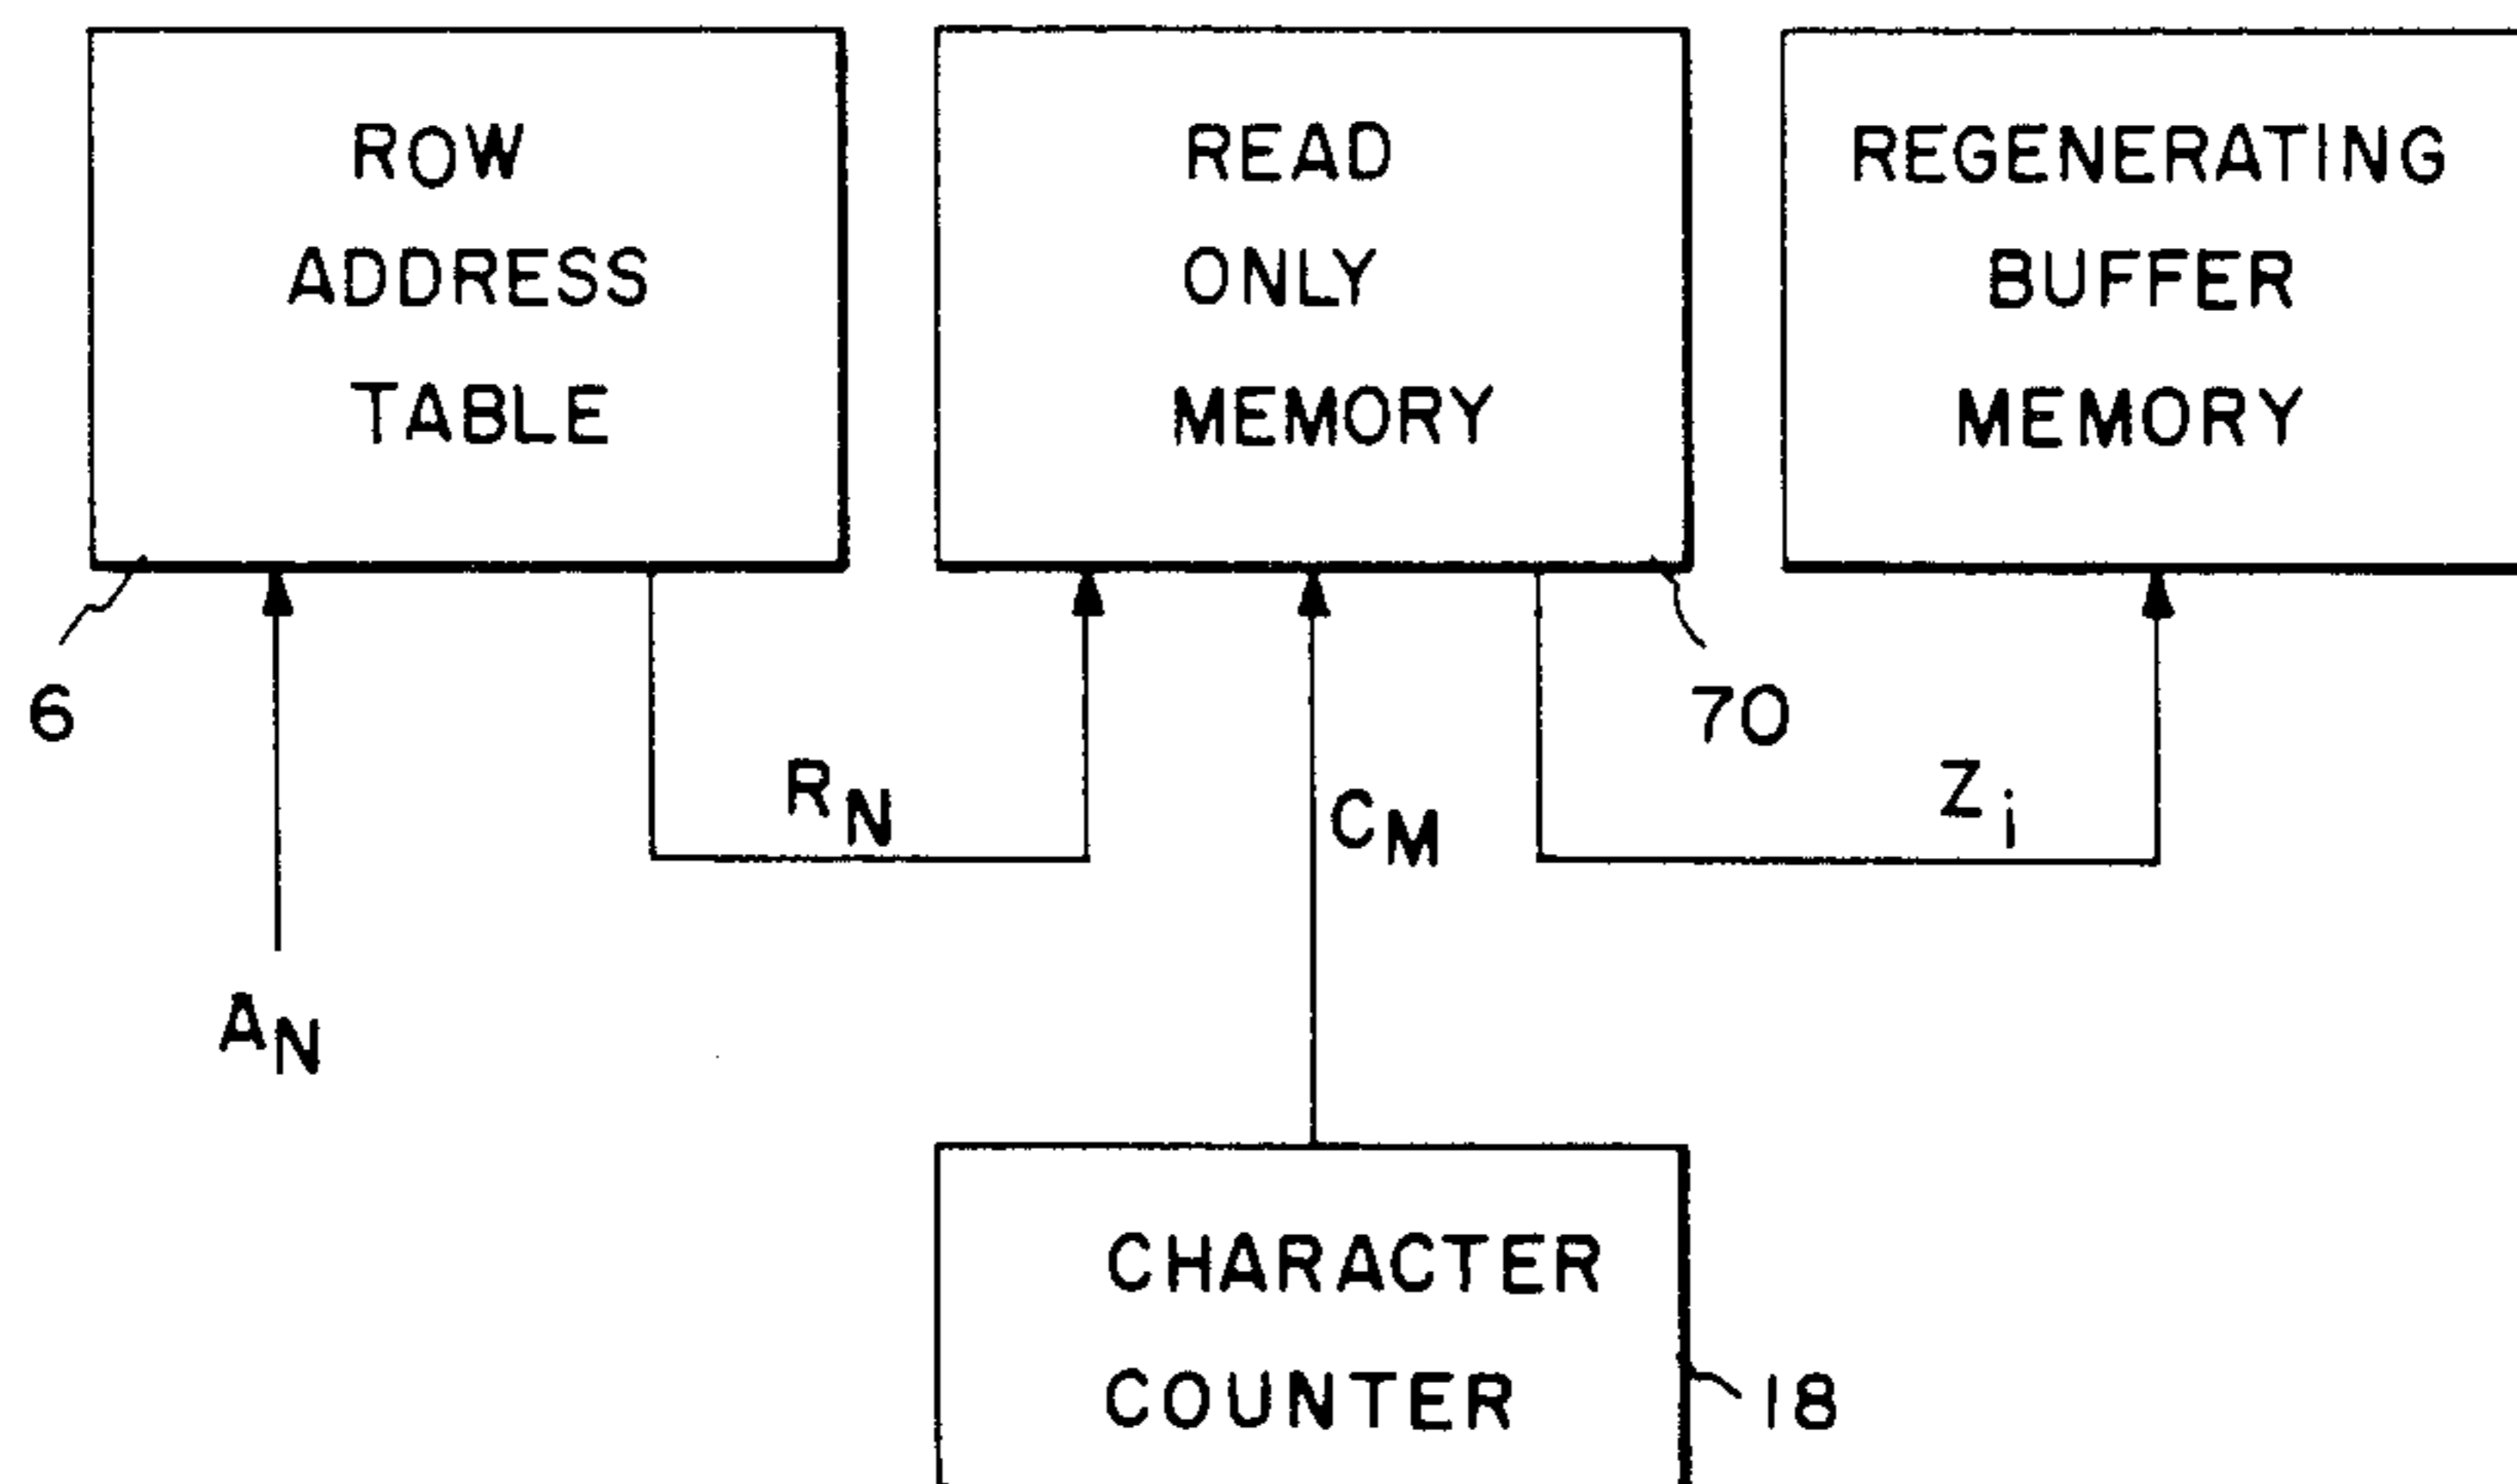 ROW
ADDRESS
TABLE
READ
ONLY
MEMORY
REGENERATING
BUFFER
MEMORY
6
70
R_N
C_M
Z_i
A_N
CHARACTER
COUNTER
18